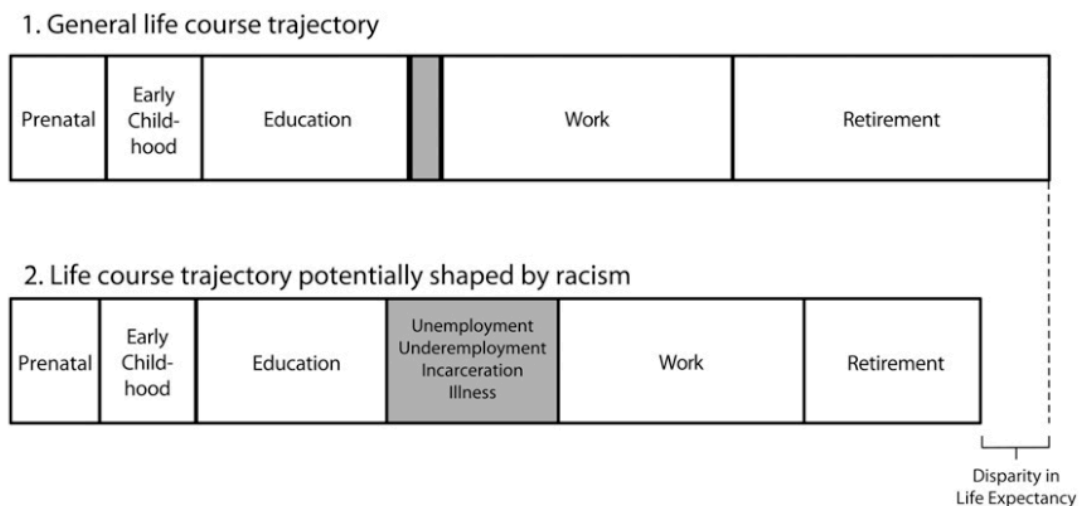 1. General life course trajectory
Prenatal
Early
Child-
hood
Education
Work
Retirement
2. Life course trajectory potentially shaped by racism
Prenatal
Early
Child-
hood
Education
Unemployment
Underemployment
Incarceration
Illness
Work
Retirement
Disparity in
Life Expectancy